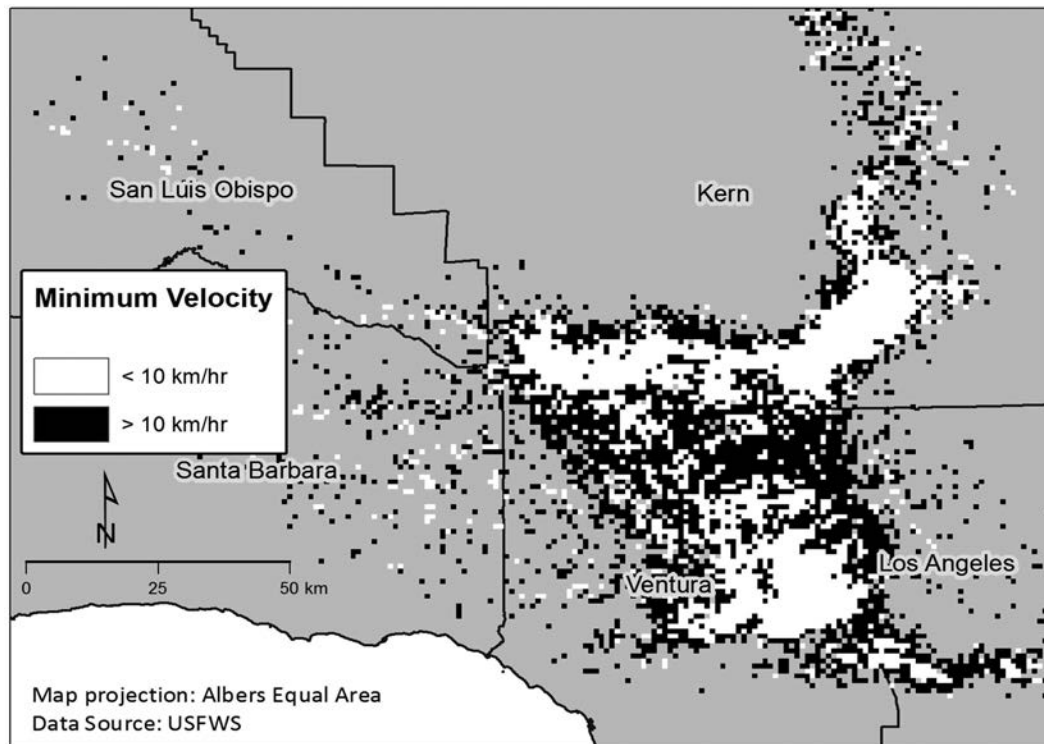 San Lúis Obispo
Kern
Minimum Velocity
< 10 km/hr
> 10 km/hr
Santa Barbara
N
0 25 50 km
Ventura
Los Angeles
Map projection: Albers Equal Area
Data Source: USFWS